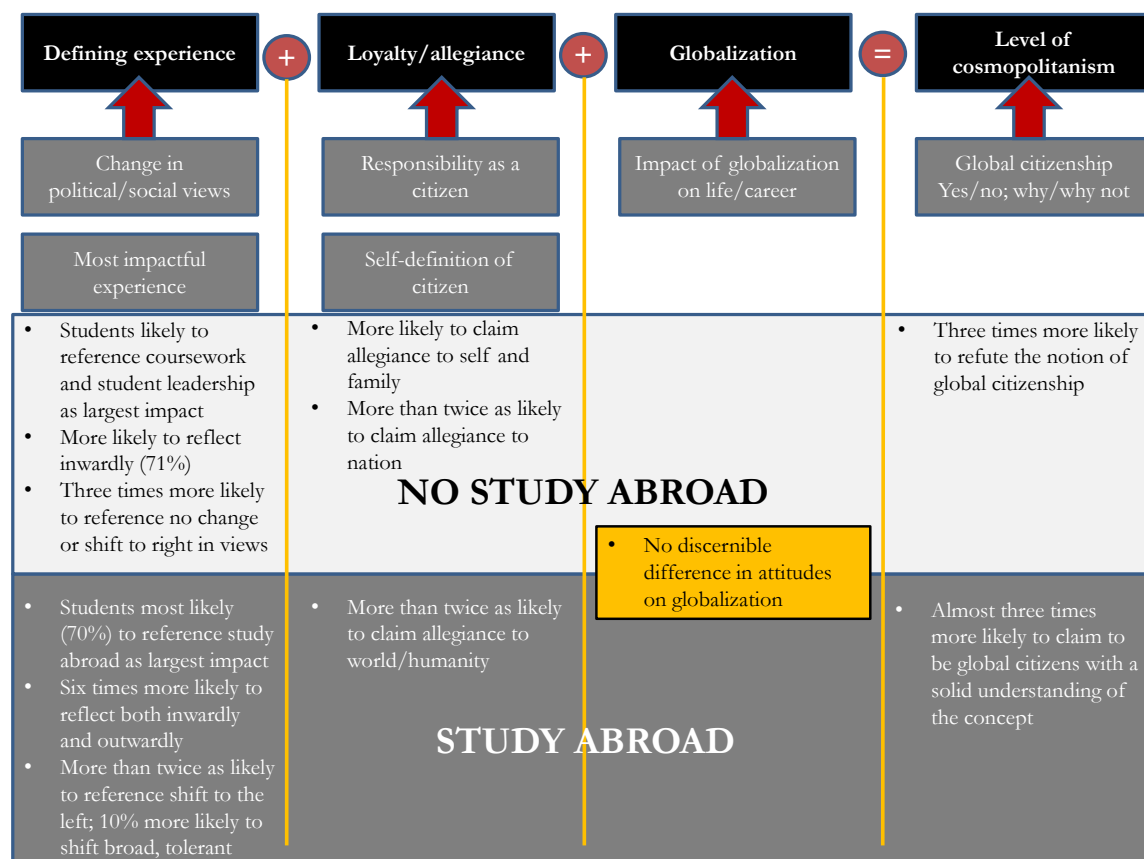 Defining experience
+
Loyalty/allegiance
+
Globalization
=
Level of
cosmopolitanism
Change in
political/social views
Responsibility as a
citizen
Impact of globalization
on life/career
Global citizenship
Yes/no; why/why not
Most impactful
experience
Self-definition of
citizen
• Students likely to
reference coursework
and student leadership
as largest impact
• More likely to reflect
inwardly (71%)
• Three times more likely
to reference no change
or shift to right in views
• More likely to claim
allegiance to self and
family
• More than twice as likely
to claim allegiance to
nation
• Three times more likely
to refute the notion of
global citizenship
NO STUDY ABROAD
• No discernible
difference in attitudes
on globalization
• Students most likely
(70%) to reference study
abroad as largest impact
• Six times more likely to
reflect both inwardly
and outwardly
• More than twice as likely
to reference shift to the
left; 10% more likely to
shift broad, tolerant
• More than twice as likely
to claim allegiance to
world/humanity
• Almost three times
more likely to claim to
be global citizens with a
solid understanding of
the concept
STUDY ABROAD